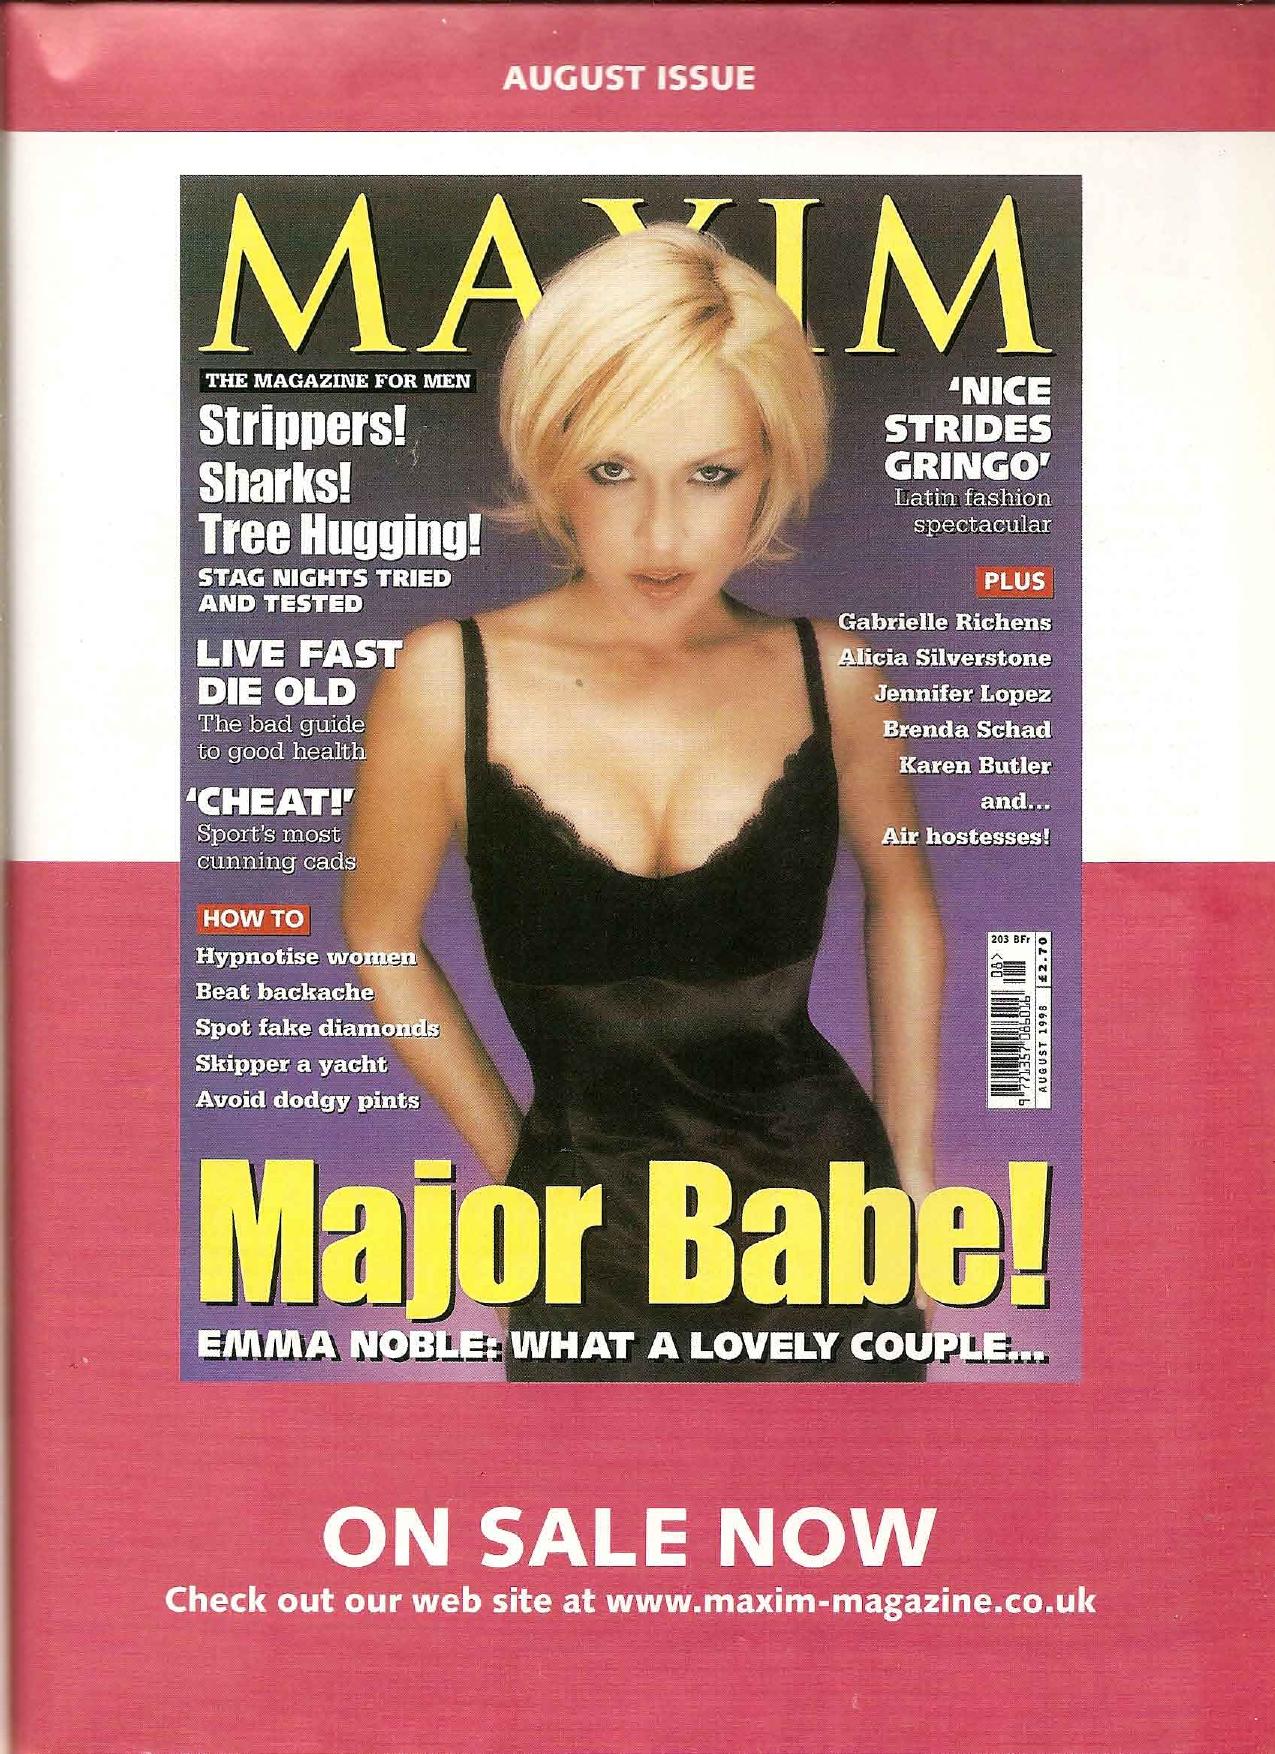 AUGUST ISSUE
MAXIM
THE MAGAZINE FOR MEN
Strippers!
Sharks!
Tree Hugging!
STAG NIGHTS TRIED
AND TESTED
LIVE FAST
DIE OLD
The bad guide
to good health
‘CHEAT!’
Sport's most
cunning cads
HOW TO
Hypnotise women
Beat backache
Spot fake diamonds
Skipper a yacht
Avoid dodgy pints
‘NICE
STRIDES
GRINGO’
Latin fashion
spectacular
PLUS
Gabrielle Richens
Alicia Silverstone
Jennifer Lopez
Brenda Schad
Karen Butler
and...
Air hostesses!
203 BFr
08>
9 771357 086016
AUGUST 1998 £2.70
Major Babe!
EMMA NOBLE: WHAT A LOVELY COUPLE...
ON SALE NOW
Check out our web site at www.maxim-magazine.co.uk